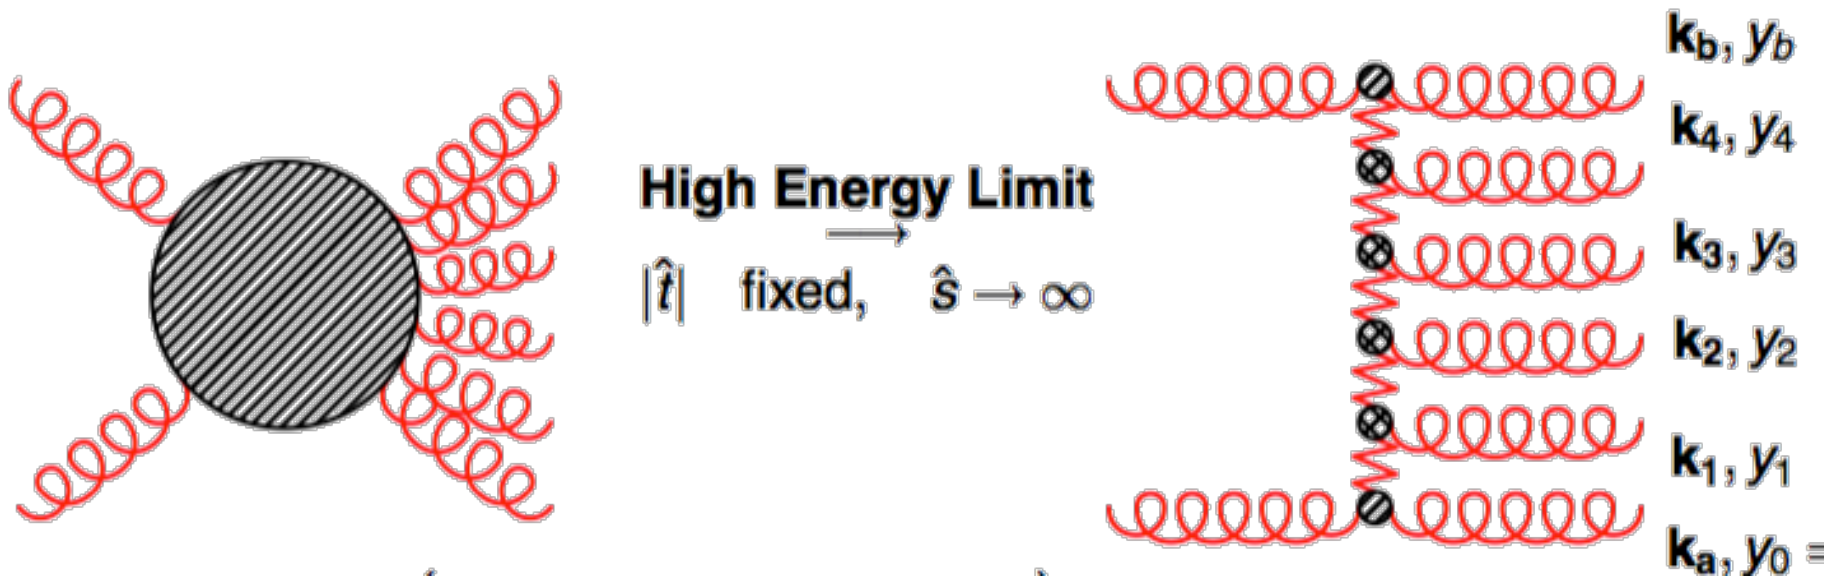 High Energy Limit
→
|t̂| fixed, ŝ → ∞
k_b, y_b
k_4, y_4
k_3, y_3
k_2, y_2
k_1, y_1
k_a, y_0 =